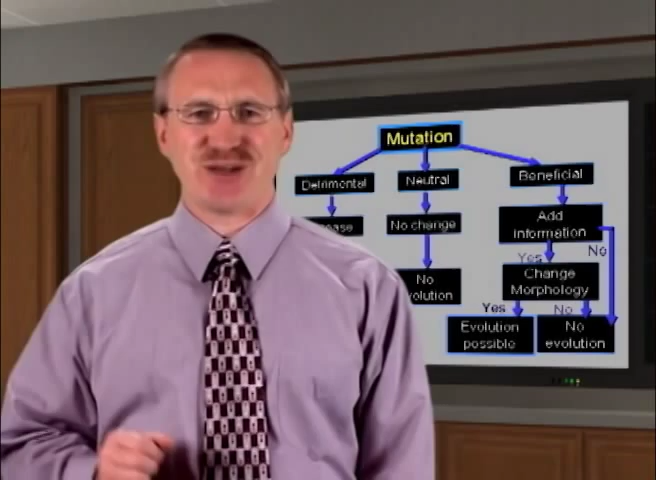 Mutation
Detrimental
Neutral
Beneficial
No change
Add
information
No
Yes
No
Change
Morphology
Yes
No
Evolution
possible
No
evolution